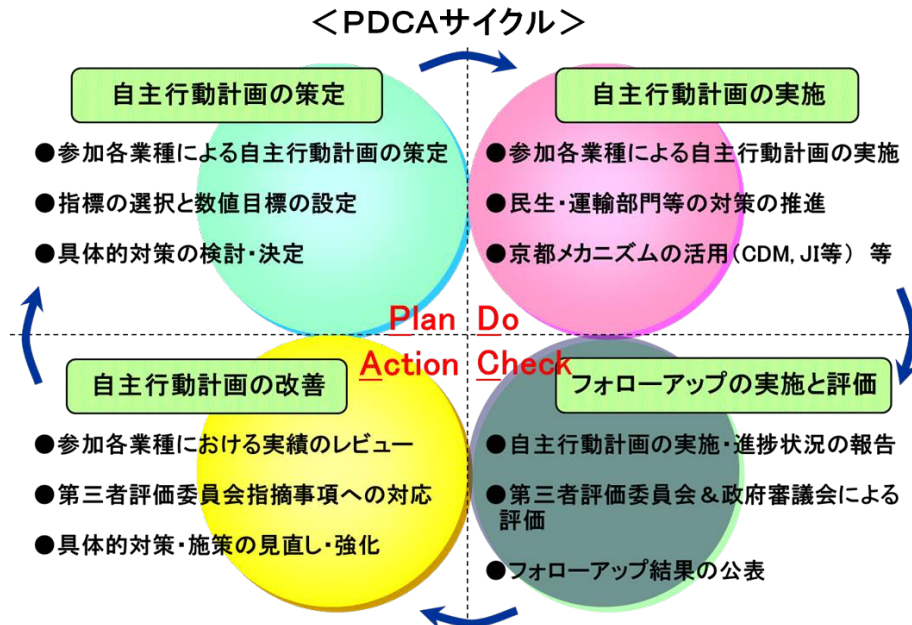 ＜PDCAサイクル＞
自主行動計画の策定
●参加各業種による自主行動計画の策定
●指標の選択と数値目標の設定
●具体的対策の検討・決定
自主行動計画の実施
●参加各業種による自主行動計画の実施
●民生・運輸部門等の対策の推進
●京都メカニズムの活用（CDM, JI等） 等
Plan Do
Action Check
自主行動計画の改善
●参加各業種における実績のレビュー
●第三者評価委員会指摘事項への対応
●具体的対策・施策の見直し・強化
フォローアップの実施と評価
●自主行動計画の実施・進捗状況の報告
●第三者評価委員会＆政府審議会による
評価
●フォローアップ結果の公表